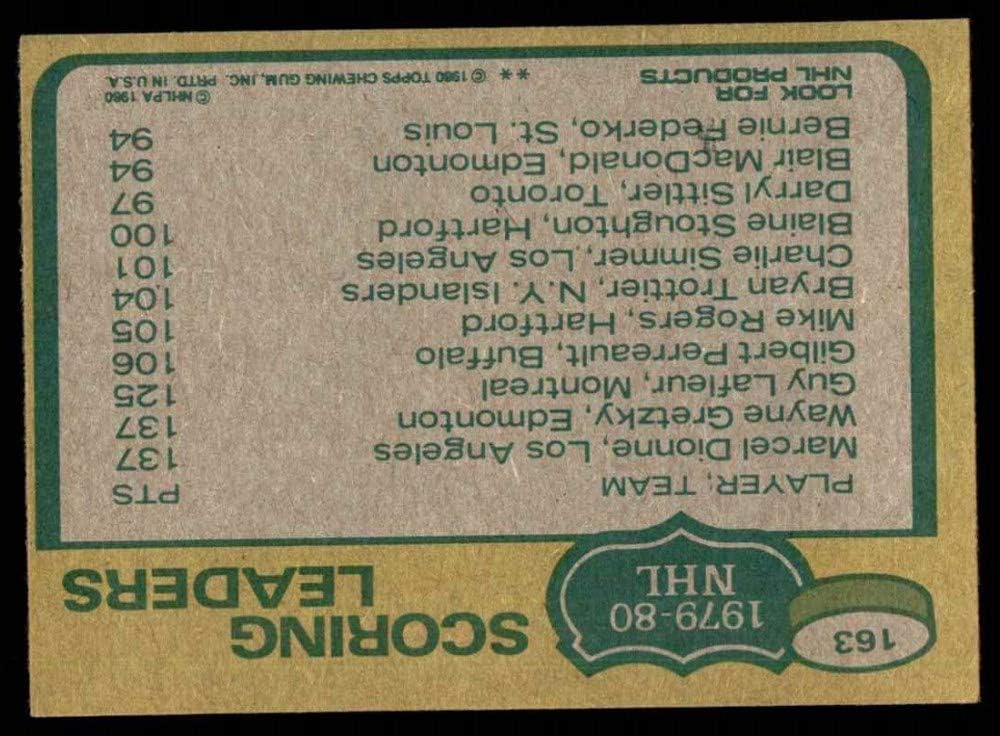 163
1979-80
NHL
SCORING
LEADERS
PLAYER, TEAM PTS
Marcel Dionne, Los Angeles 137
Wayne Gretzky, Edmonton 137
Guy Lafleur, Montreal 125
Gilbert Perreault, Buffalo 106
Mike Rogers, Hartford 105
Bryan Trottier, N.Y. Islanders 104
Charlie Simmer, Los Angeles 101
Blaine Stoughton, Hartford 100
Darryl Sittler, Toronto 97
Blair MacDonald, Edmonton 94
Bernie Federko, St. Louis 94
LOOK FOR © NHLPA 1980
NHL PRODUCTS ** © 1980 TOPPS CHEWING GUM, INC. PRTD. IN U.S.A.